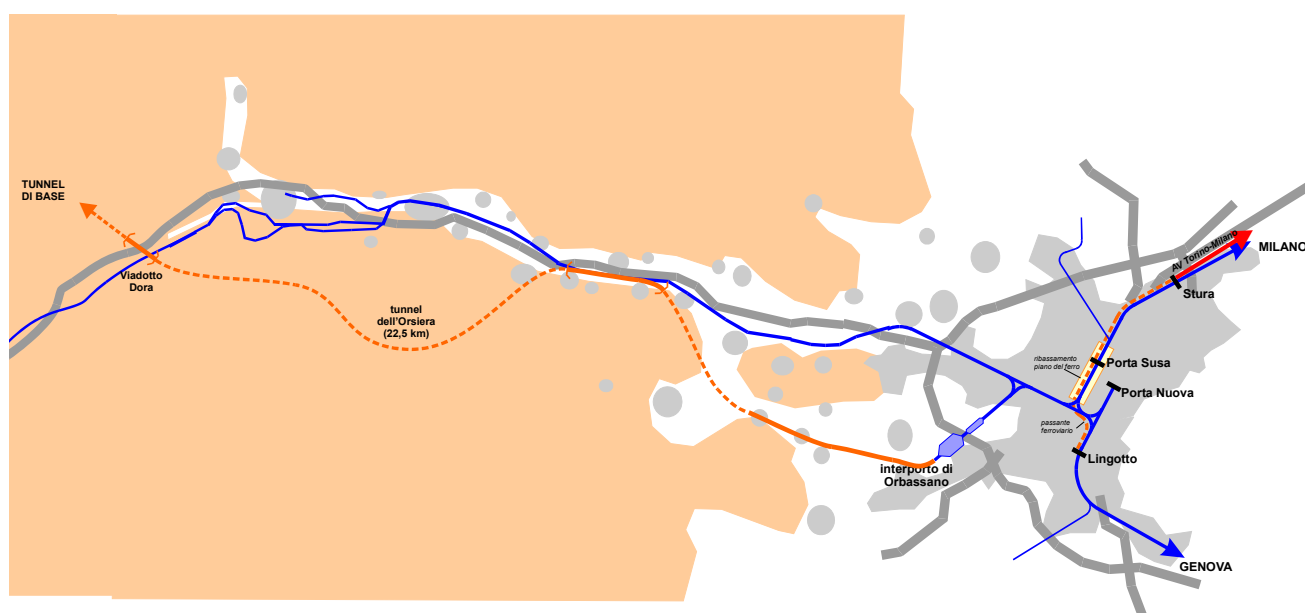 TUNNEL
DI BASE
Viadotto
Dora
tunnel
dell'Orsiera
(22,5 km)
AV Torino-Milano
MILANO
Stura
ribassamento
piano del ferro
Porta Susa
Porta Nuova
passante
ferroviario
Lingotto
interporto di
Orbassano
GENOVA